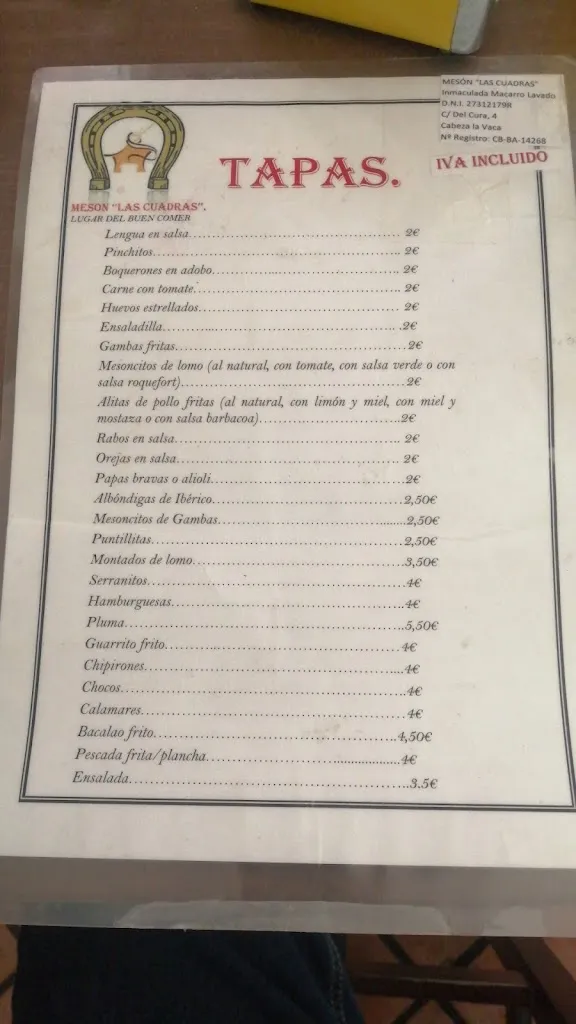 MESÓN "LAS CUADRAS"
Inmaculada Macarro Lavado
D.N.I. 27312179R
C/ Del Cura, 4
Cabeza la Vaca
Nº Registro: CB-BA-14268
IVA INCLUIDO
TAPAS.
MESON "LAS CUADRAS".
LUGAR DEL BUEN COMER
Lengua en salsa.......................................... 2€
Pinchitos.................................................. 2€
Boquerones en adobo..................................... 2€
Carne con tomate......................................... 2€
Huevos estrellados........................................ 2€
Ensaladilla................................................ 2€
Gambas fritas............................................. 2€
Mesoncitos de lomo (al natural, con tomate, con salsa verde o con
salsa roquefort)............................................ 2€
Alitas de pollo fritas (al natural, con limón y miel, con miel y
mostaza o con salsa barbacoa)............................ 2€
Rabos en salsa............................................. 2€
Orejas en salsa............................................ 2€
Papas bravas o alioli....................................... 2€
Albóndigas de Ibérico..................................... 2,50€
Mesoncitos de Gambas.................................... 2,50€
Puntillitas................................................. 2,50€
Montados de lomo......................................... 3,50€
Serranitos.................................................. 4€
Hamburguesas............................................. 4€
Pluma...................................................... 5,50€
Guarrito frito.............................................. 4€
Chipirones................................................. 4€
Chocos..................................................... 4€
Calamares.................................................. 4€
Bacalao frito............................................... 4,50€
Pescada frita/plancha...................................... 4€
Ensalada................................................... 3.5€